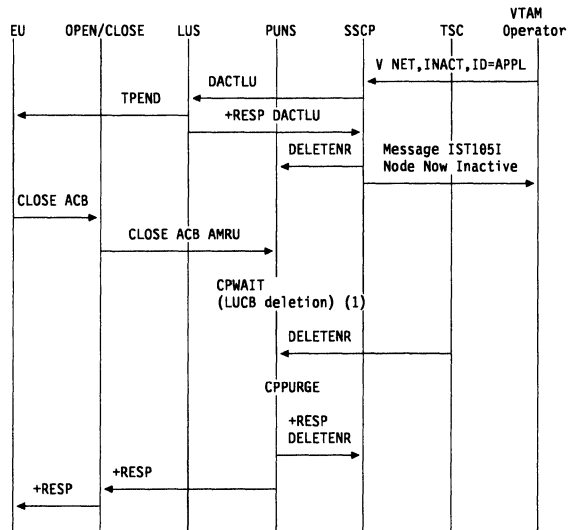 VTAM
EU OPEN/CLOSE LUS PUNS SSCP TSC Operator
V NET,INACT,ID=APPL
DACTLU
TPEND
+RESP DACTLU
DELETENR
Message IST105I
Node Now Inactive
CLOSE ACB
CLOSE ACB AMRU
CPWAIT
(LUCB deletion) (1)
DELETENR
CPPURGE
+RESP
DELETENR
+RESP
+RESP